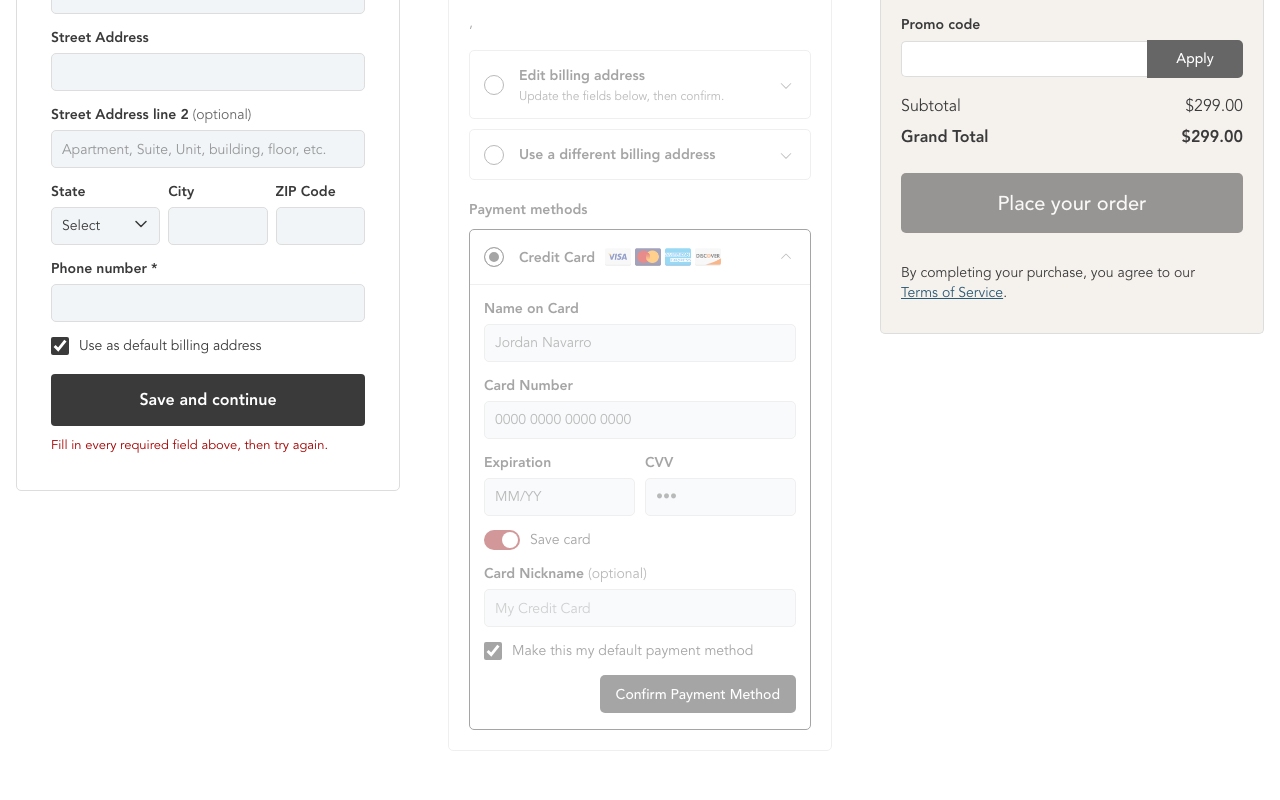 Street Address
Street Address line 2 (optional)
Apartment, Suite, Unit, building, floor, etc.
State City ZIP Code
Select
Phone number *
Use as default billing address
Save and continue
Fill in every required field above, then try again.
,
Edit billing address
Update the fields below, then confirm.
Use a different billing address
Payment methods
Credit Card VISA DISCOVER
Name on Card
Jordan Navarro
Card Number
0000 0000 0000 0000
Expiration CVV
MM/YY •••
Save card
Card Nickname (optional)
My Credit Card
Make this my default payment method
Confirm Payment Method
Promo code
Apply
Subtotal $299.00
Grand Total $299.00
Place your order
By completing your purchase, you agree to our
Terms of Service.